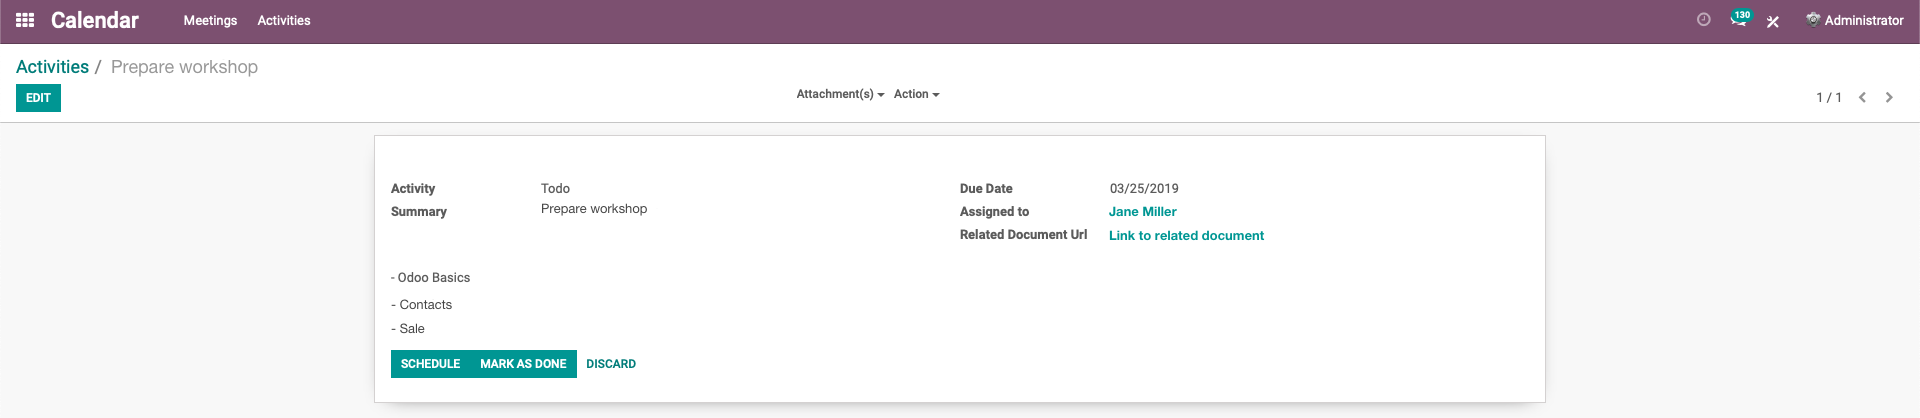 Calendar Meetings Activities 130 Administrator
Activities / Prepare workshop
EDIT Attachment(s) Action 1 / 1
Activity Todo Due Date 03/25/2019
Summary Prepare workshop Assigned to Jane Miller
Related Document Url Link to related document
- Odoo Basics
- Contacts
- Sale
SCHEDULE MARK AS DONE DISCARD